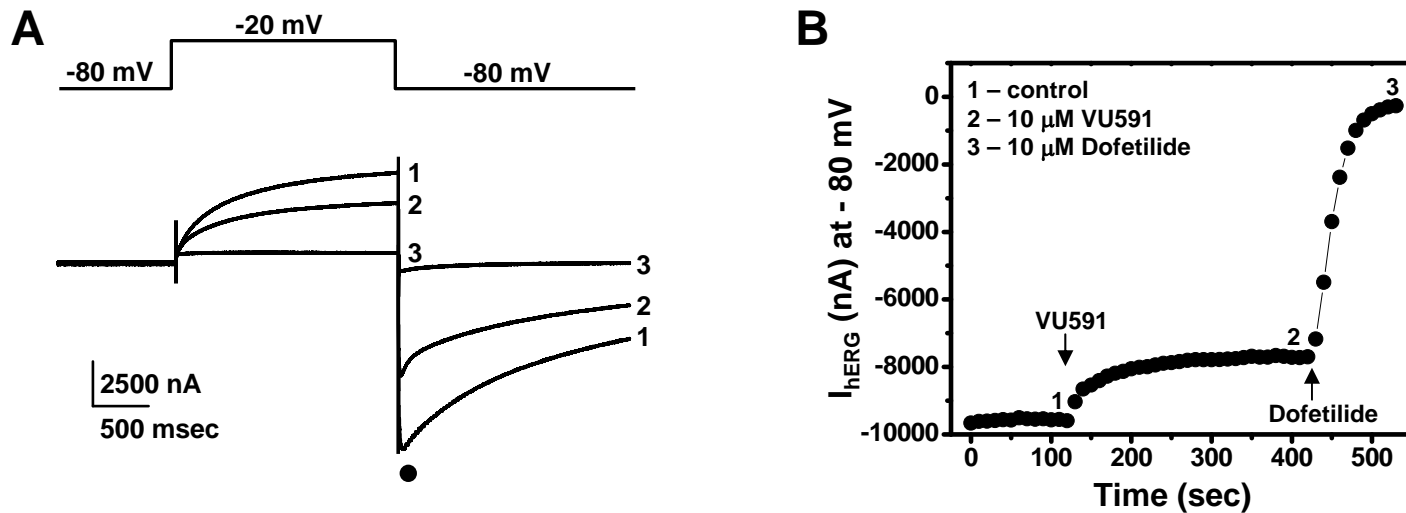 A
-20 mV
-80 mV
-80 mV
1
2
3
3
2
1
2500 nA
500 msec
B
1 – control
2 – 10 μM VU591
3 – 10 μM Dofetilide
3
VU591
1
2
Dofetilide
0
-2000
-4000
-6000
-8000
-10000
I_hERG (nA) at - 80 mV
0 100 200 300 400 500
Time (sec)